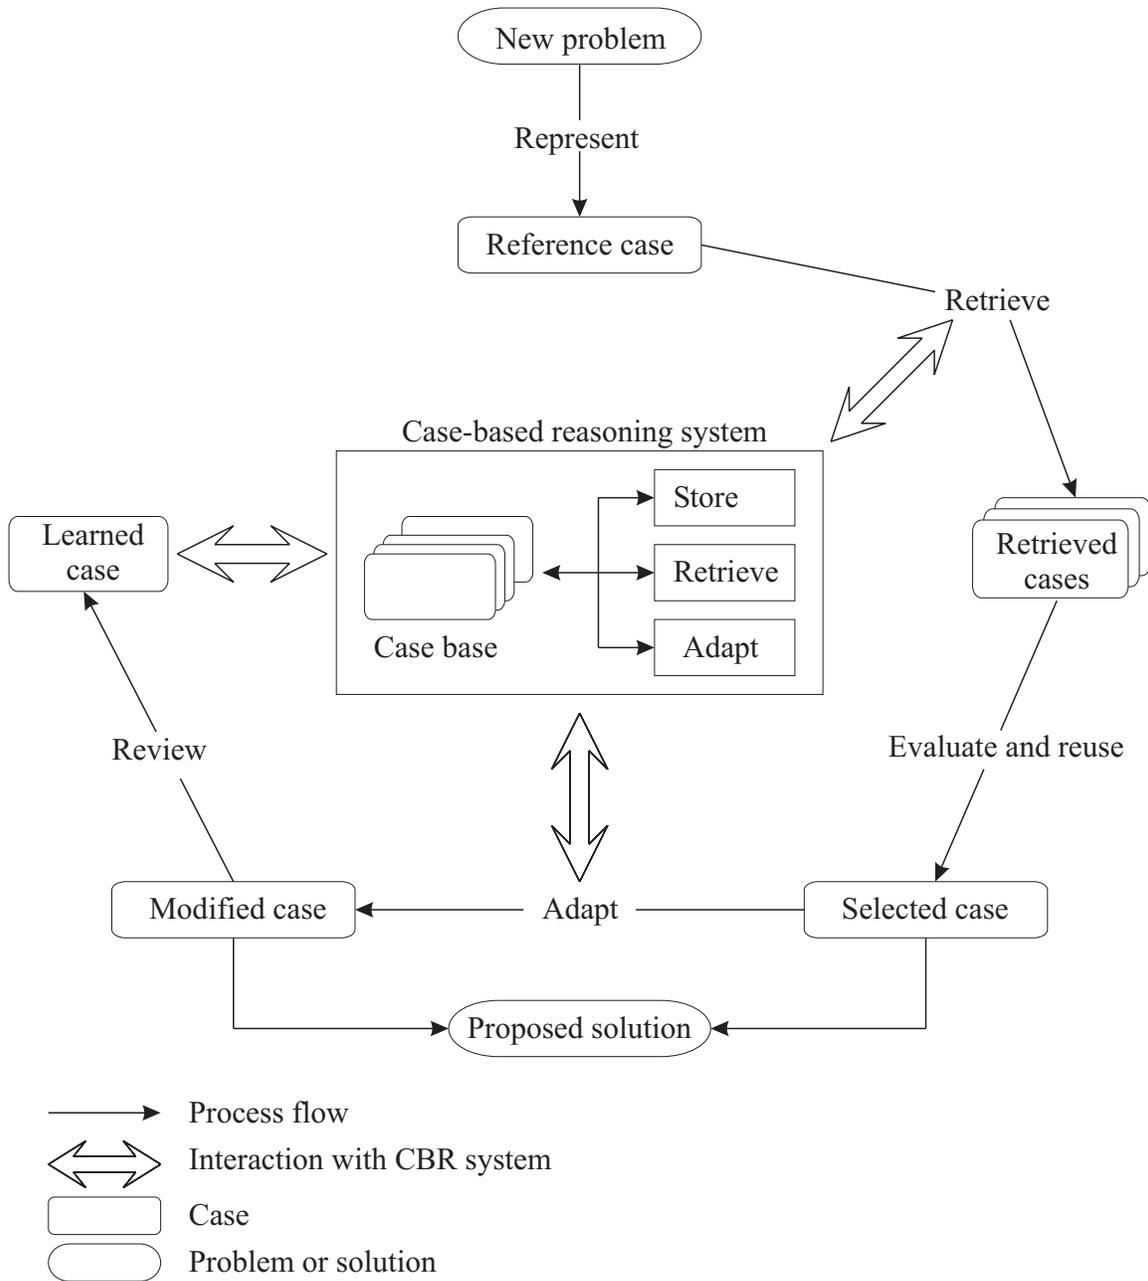 New problem
Represent
Reference case
Retrieve
Case-based reasoning system
Store
Learned
case
Retrieved
cases
Retrieve
Case base
Adapt
Review
Evaluate and reuse
Modified case
Adapt
Selected case
Proposed solution
Process flow
Interaction with CBR system
Case
Problem or solution